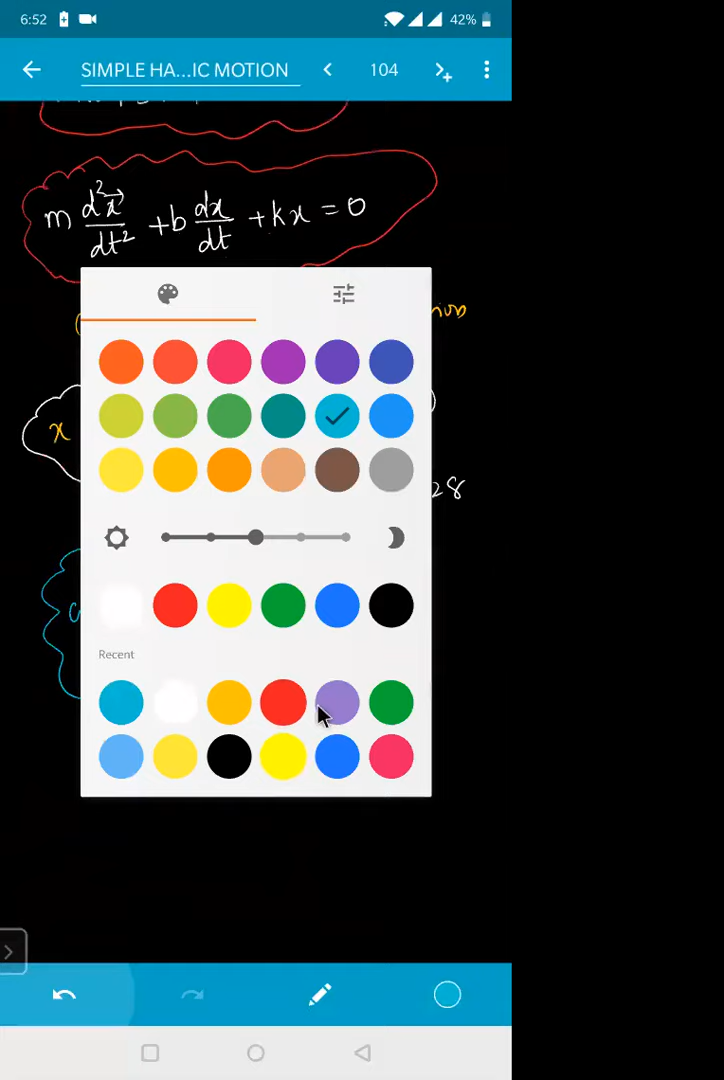 6:52 42%
SIMPLE HA...IC MOTION 104
m d²x⃗/dt² + b dx/dt + kx = 0
x
Recent